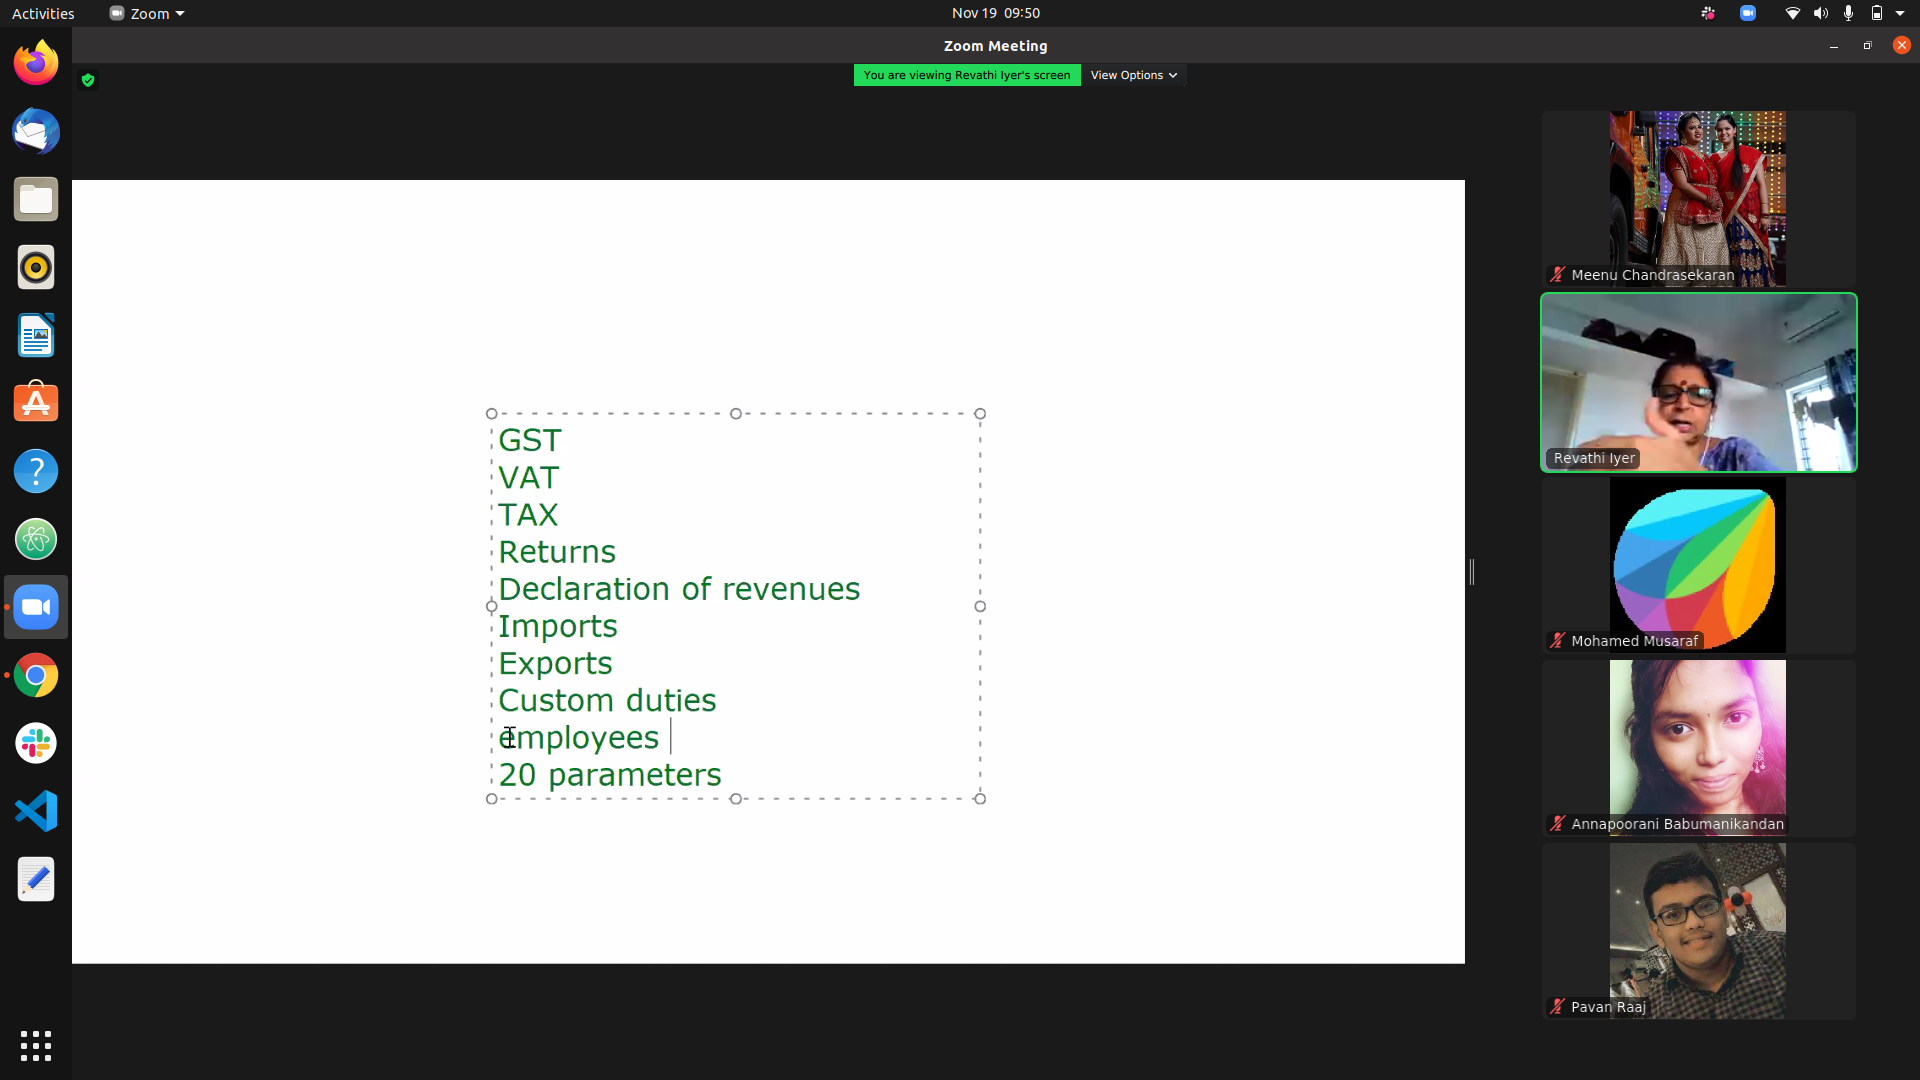 Activities
Zoom
Nov 19 09:50
Zoom Meeting
You are viewing Revathi Iyer's screen
View Options
GST
VAT
TAX
Returns
Declaration of revenues
Imports
Exports
Custom duties
employees
20 parameters
Meenu Chandrasekaran
Revathi Iyer
Mohamed Musaraf
Annapoorani Babumanikandan
Pavan Raaj